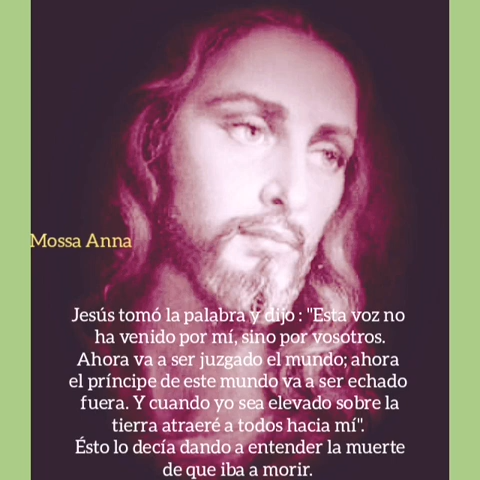 Mossa Anna
Jesús tomó la palabra y dijo : "Esta voz no
ha venido por mí, sino por vosotros.
Ahora va a ser juzgado el mundo; ahora
el príncipe de este mundo va a ser echado
fuera. Y cuando yo sea elevado sobre la
tierra atraeré a todos hacia mí".
Ésto lo decía dando a entender la muerte
de que iba a morir.